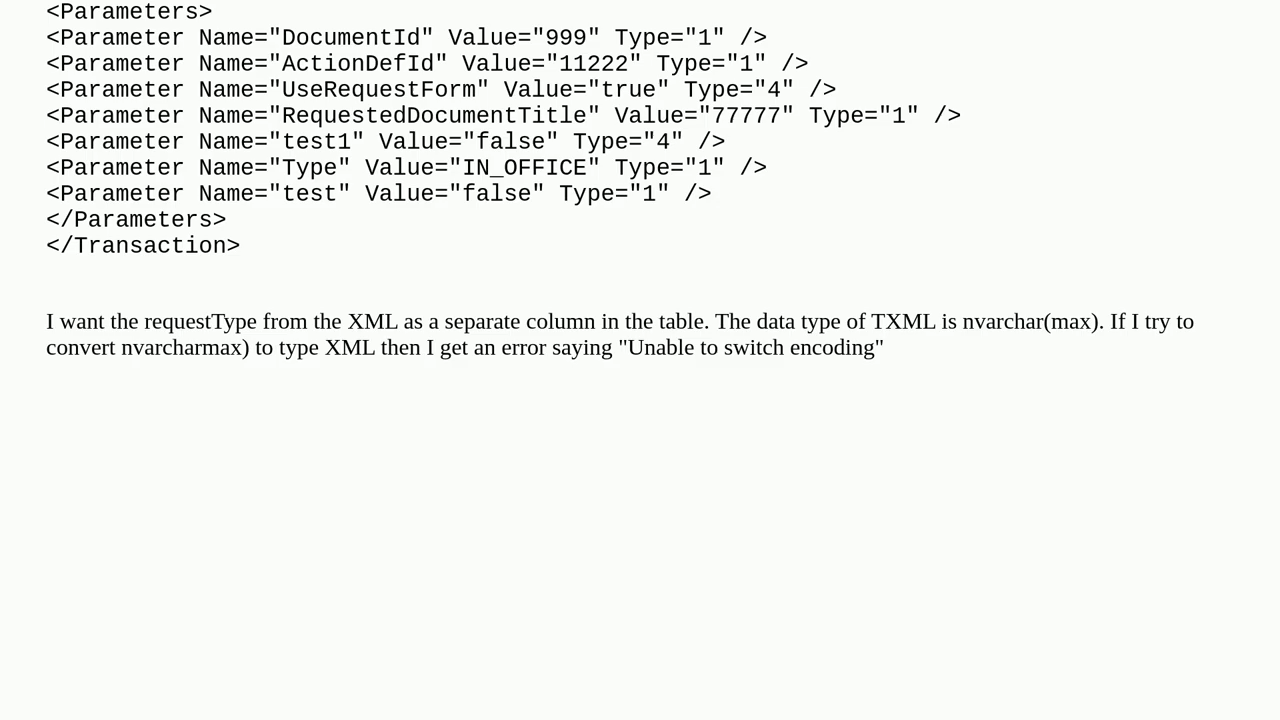 <Parameters>
<Parameter Name="DocumentId" Value="999" Type="1" />
<Parameter Name="ActionDefId" Value="11222" Type="1" />
<Parameter Name="UseRequestForm" Value="true" Type="4" />
<Parameter Name="RequestedDocumentTitle" Value="77777" Type="1" />
<Parameter Name="test1" Value="false" Type="4" />
<Parameter Name="Type" Value="IN_OFFICE" Type="1" />
<Parameter Name="test" Value="false" Type="1" />
</Parameters>
</Transaction>
I want the requestType from the XML as a separate column in the table. The data type of TXML is nvarchar(max). If I try to
convert nvarcharmax) to type XML then I get an error saying "Unable to switch encoding"